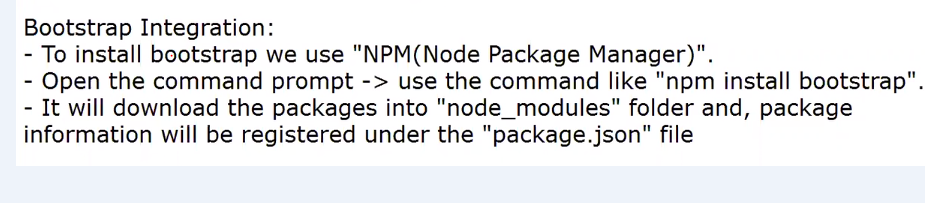 Bootstrap Integration:
- To install bootstrap we use "NPM(Node Package Manager)".
- Open the command prompt -> use the command like "npm install bootstrap".
- It will download the packages into "node_modules" folder and, package
information will be registered under the "package.json" file